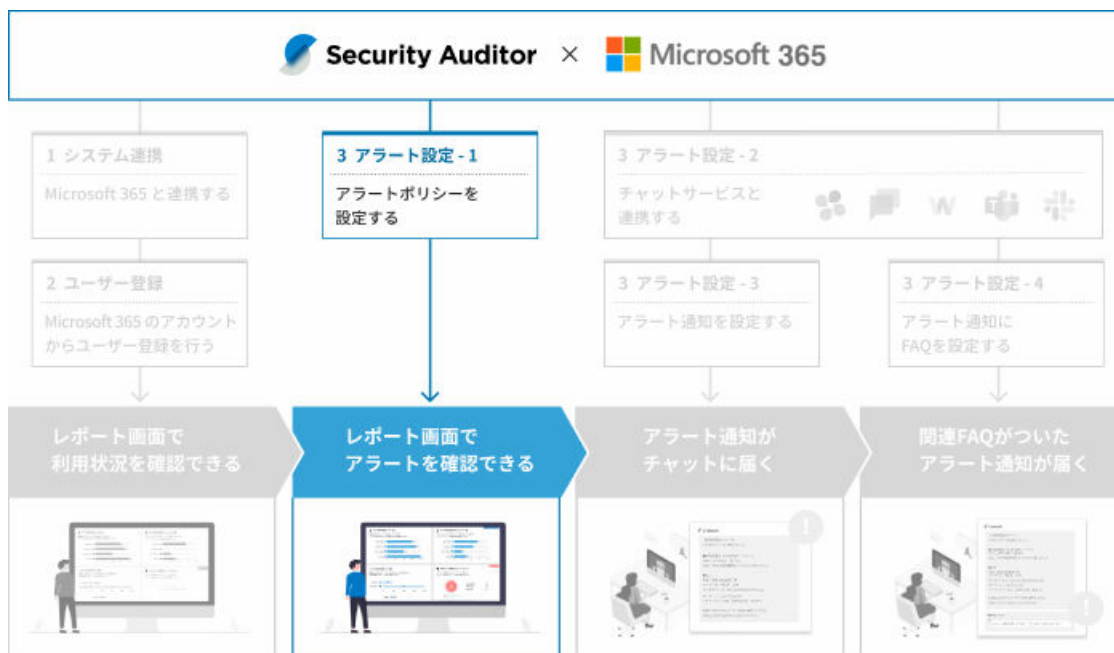 Security Auditor × Microsoft 365
1 システム連携
Microsoft 365 と連携する
2 ユーザー登録
Microsoft 365 のアカウント
からユーザー登録を行う
レポート画面で
利用状況を確認できる
3 アラート設定 - 1
アラートポリシーを
設定する
レポート画面で
アラートを確認できる
3 アラート設定 - 2
チャットサービスと
連携する
3 アラート設定 - 3
アラート通知を設定する
アラート通知が
チャットに届く
3 アラート設定 - 4
アラート通知に
FAQを設定する
関連FAQがついた
アラート通知が届く